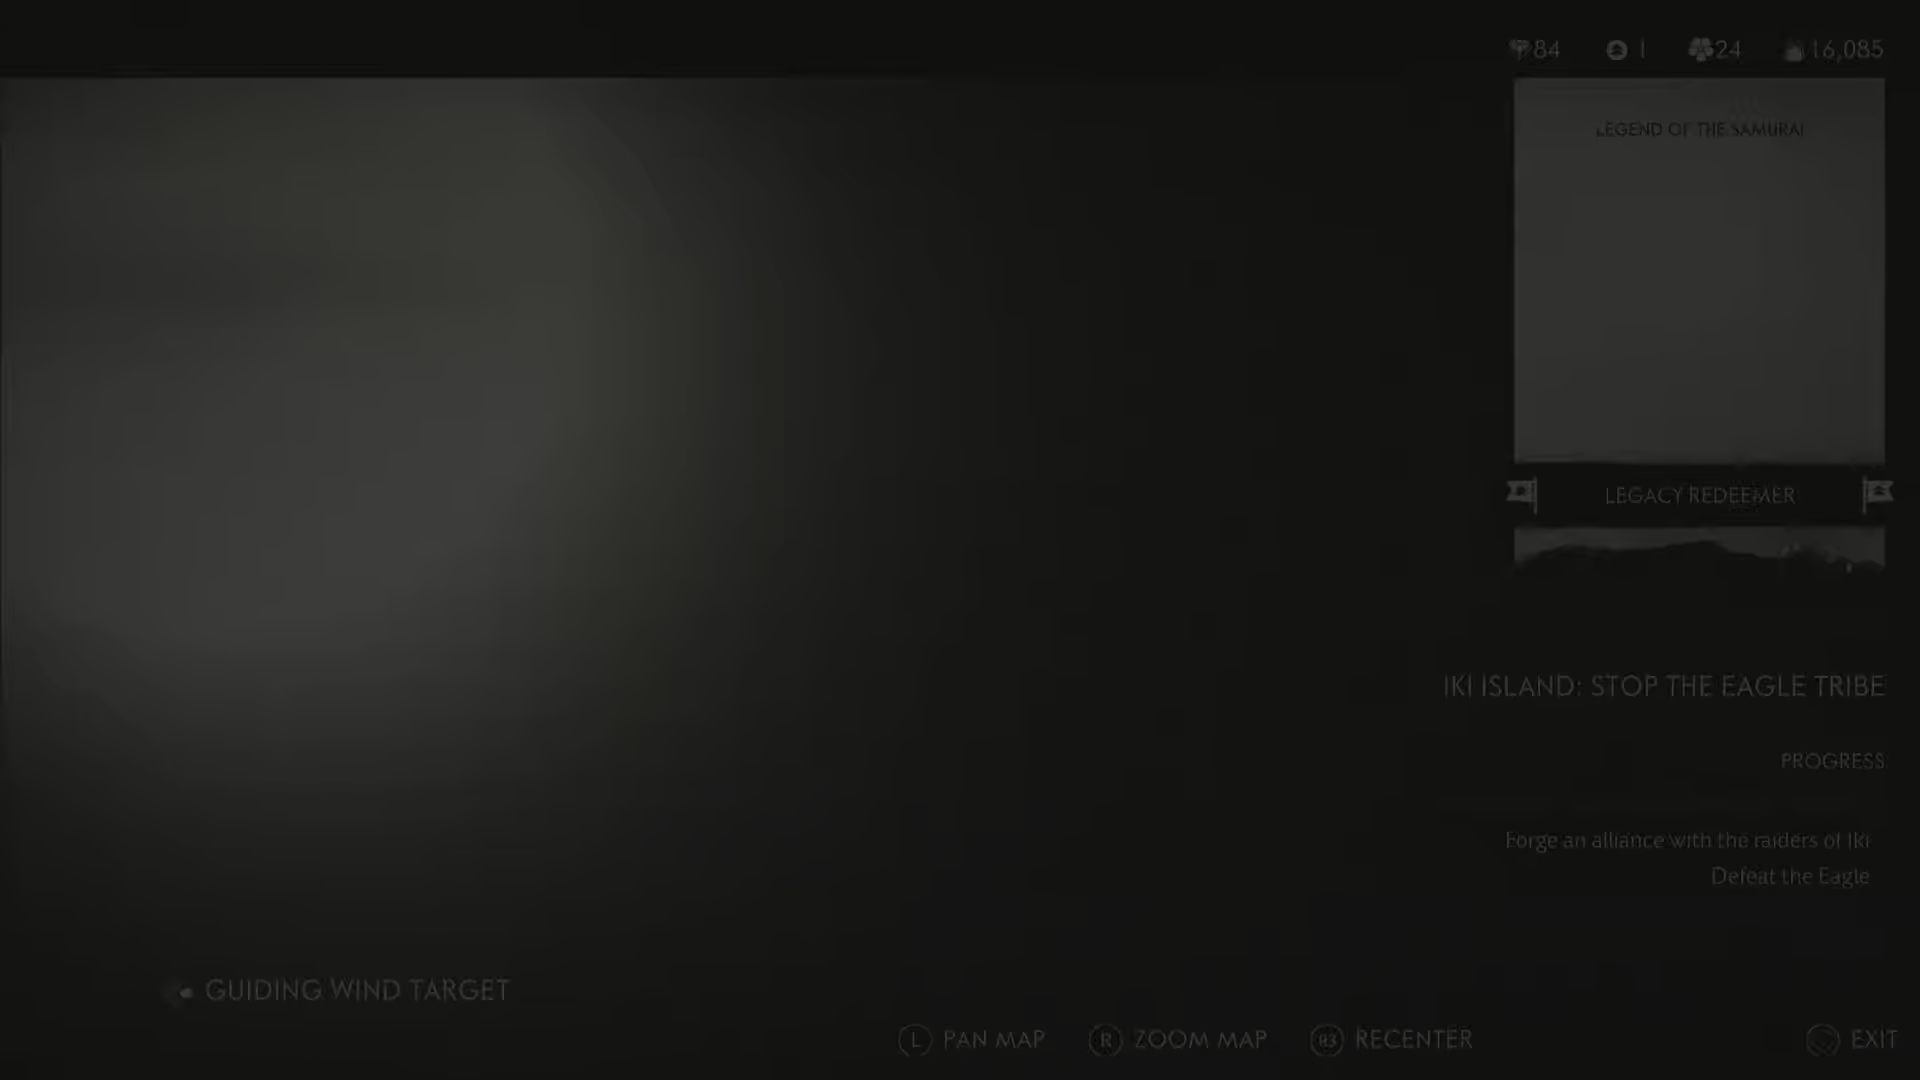 84 1 24 16,085
LEGEND OF THE SAMURAI
LEGACY REDEEMER
IKI ISLAND: STOP THE EAGLE TRIBE
PROGRESS
Forge an alliance with the raiders of Iki
Defeat the Eagle
GUIDING WIND TARGET
L PAN MAP R ZOOM MAP R3 RECENTER EXIT